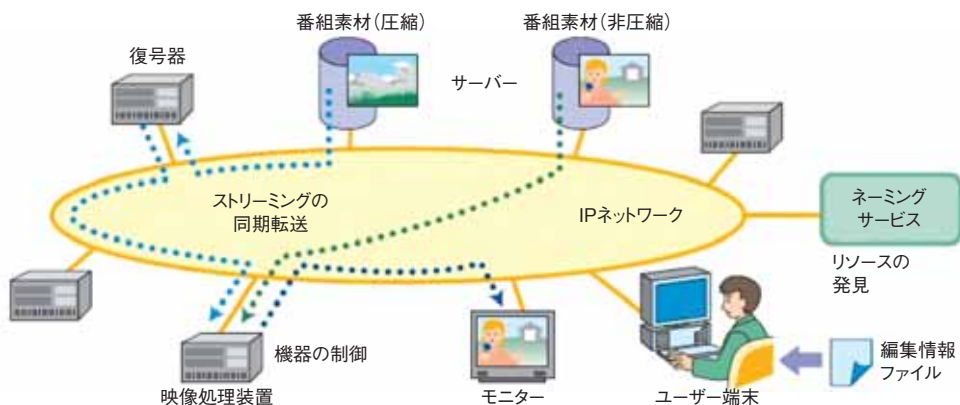 番組素材（圧縮）
番組素材（非圧縮）
復号器
サーバー
ストリーミングの
同期転送
IPネットワーク
ネーミング
サービス
リソースの
発見
機器の制御
編集情報
ファイル
映像処理装置
モニター
ユーザー端末